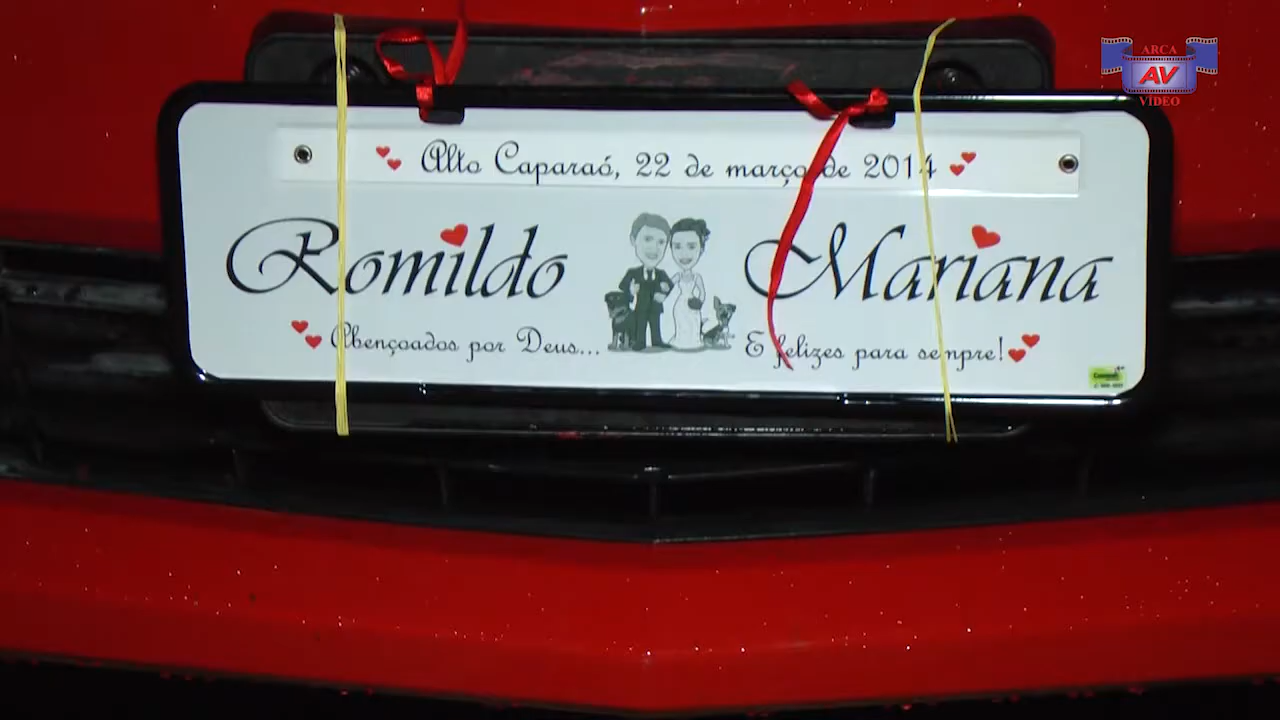 ARCA
AV
VÍDEO
Alto Caparaó, 22 de março de 2014
Romildo Mariana
Abençoados por Deus... E felizes para sempre!